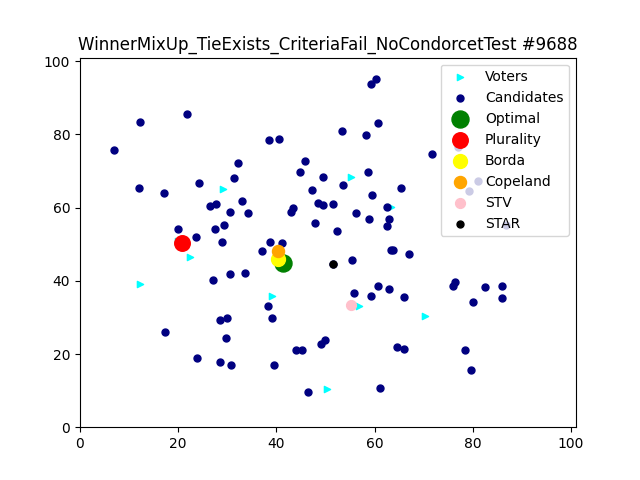 WinnerMixUp_TieExists_CriteriaFail_NoCondorcetTest #9688
100
80
60
40
20
0
0
20
40
60
80
100
Voters
Candidates
Optimal
Plurality
Borda
Copeland
STV
STAR